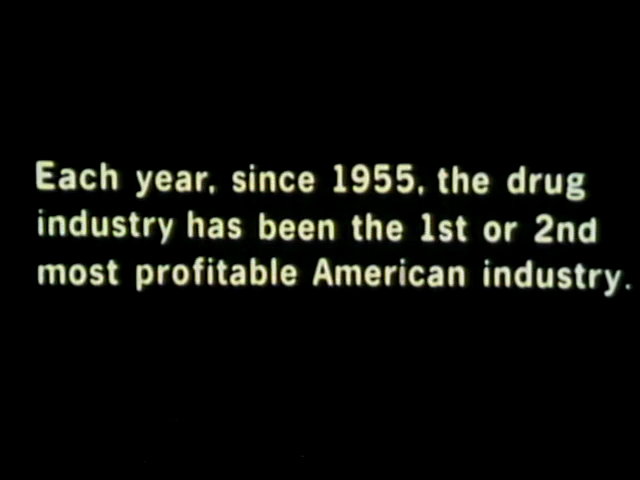 Each year, since 1955, the drug
industry has been the 1st or 2nd
most profitable American industry.